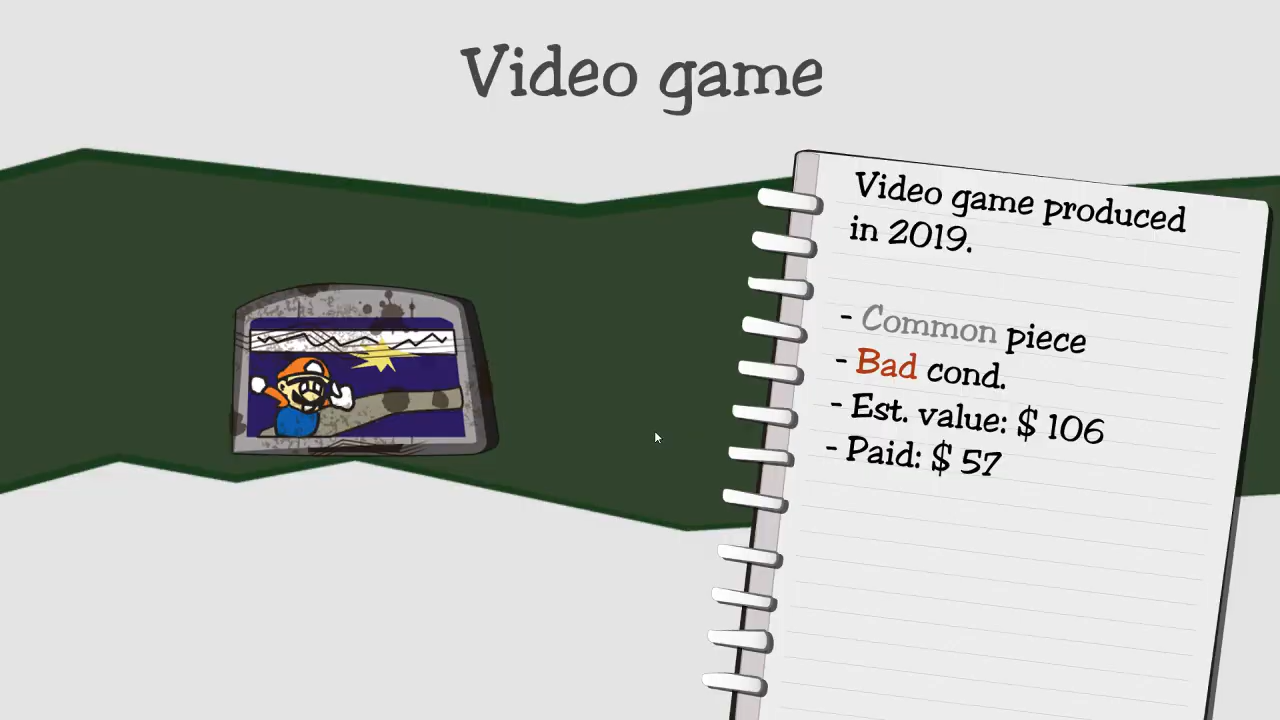 Video game
Video game produced
in 2019.
- Common piece
- Bad cond.
- Est. value: $ 106
- Paid: $ 57